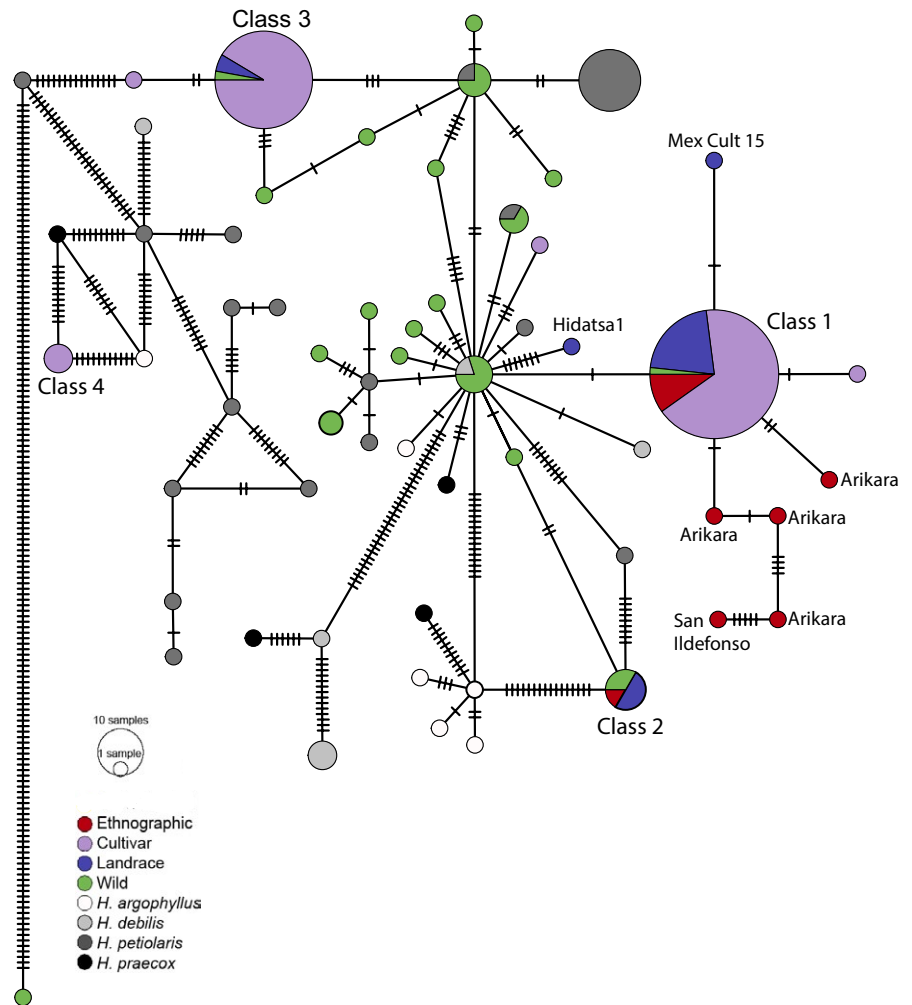 Class 3
Mex Cult 15
Hidatsa1
Class 1
Class 4
Arikara
Arikara
Arikara
San
Ildefonso
Arikara
Class 2
10 samples
1 sample
Ethnographic
Cultivar
Landrace
Wild
H. argophyllus
H. debilis
H. petiolaris
H. praecox